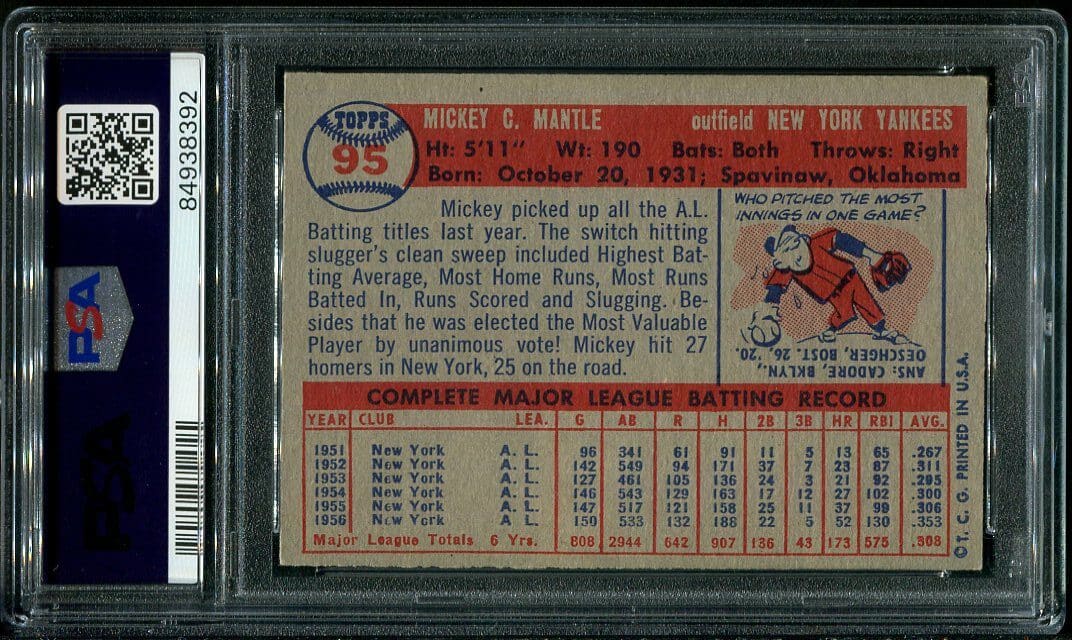 84938392
PSA
PSA
TOPPS
95
MICKEY C. MANTLE outfield NEW YORK YANKEES
Ht: 5'11" Wt: 190 Bats: Both Throws: Right
Born: October 20, 1931; Spavinaw, Oklahoma
Mickey picked up all the A.L.
Batting titles last year. The switch hitting
slugger's clean sweep included Highest Bat-
ting Average, Most Home Runs, Most Runs
Batted In, Runs Scored and Slugging. Be-
sides that he was elected the Most Valuable
Player by unanimous vote! Mickey hit 27
homers in New York, 25 on the road.
WHO PITCHED THE MOST
INNINGS IN ONE GAME?
ANS: CADORE, BKLYN.,
OESCHGER, BOST. 26, '20.
COMPLETE MAJOR LEAGUE BATTING RECORD
YEAR CLUB LEA. G AB R H 2B 3B HR RBI AVG.
1951 New York A. L. 96 341 61 91 11 5 13 65 .267
1952 New York A. L. 142 549 94 171 37 7 23 87 .311
1953 New York A. L. 127 461 105 136 24 3 21 92 .295
1954 New York A. L. 146 543 129 163 17 12 27 102 .300
1955 New York A. L. 147 517 121 158 25 11 37 99 .306
1956 New York A. L. 150 533 132 188 22 5 52 130 .353
Major League Totals 6 Yrs. 808 2944 642 907 136 43 173 575 .308
© T. C. G. PRINTED IN U.S.A.